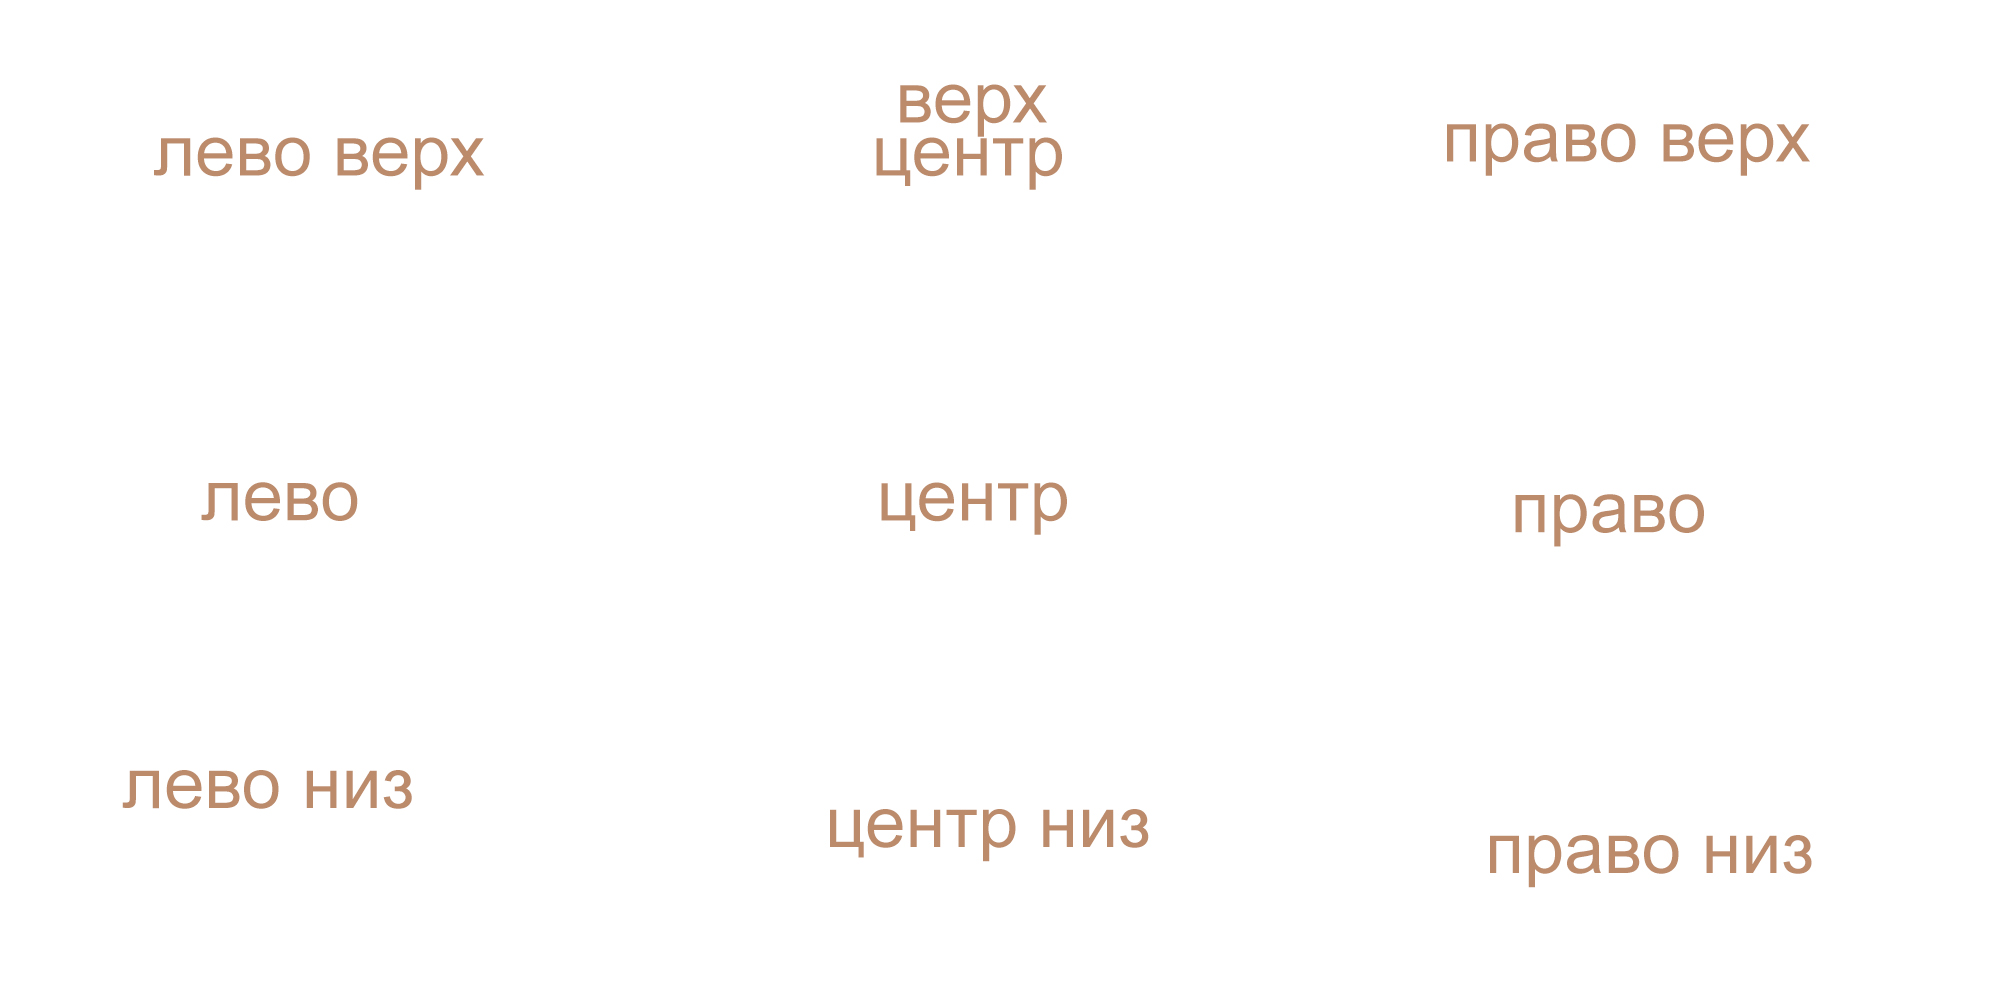 лево верх
верх
центр
право верх
лево
центр
право
лево низ
центр низ
право низ